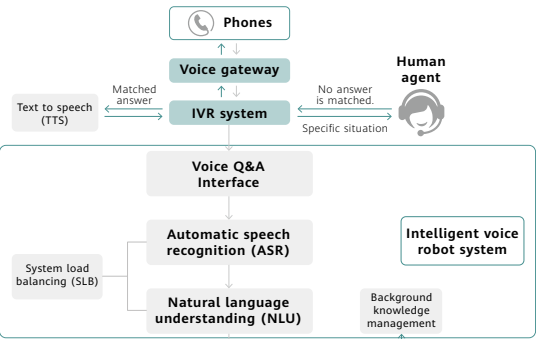 Phones
Voice gateway
Human
agent
Matched
answer
No answer
is matched.
Text to speech
(TTS)
IVR system
Specific situation
Voice Q&A
Interface
Automatic speech
recognition (ASR)
Intelligent voice
robot system
System load
balancing (SLB)
Natural language
understanding (NLU)
Background
knowledge
management